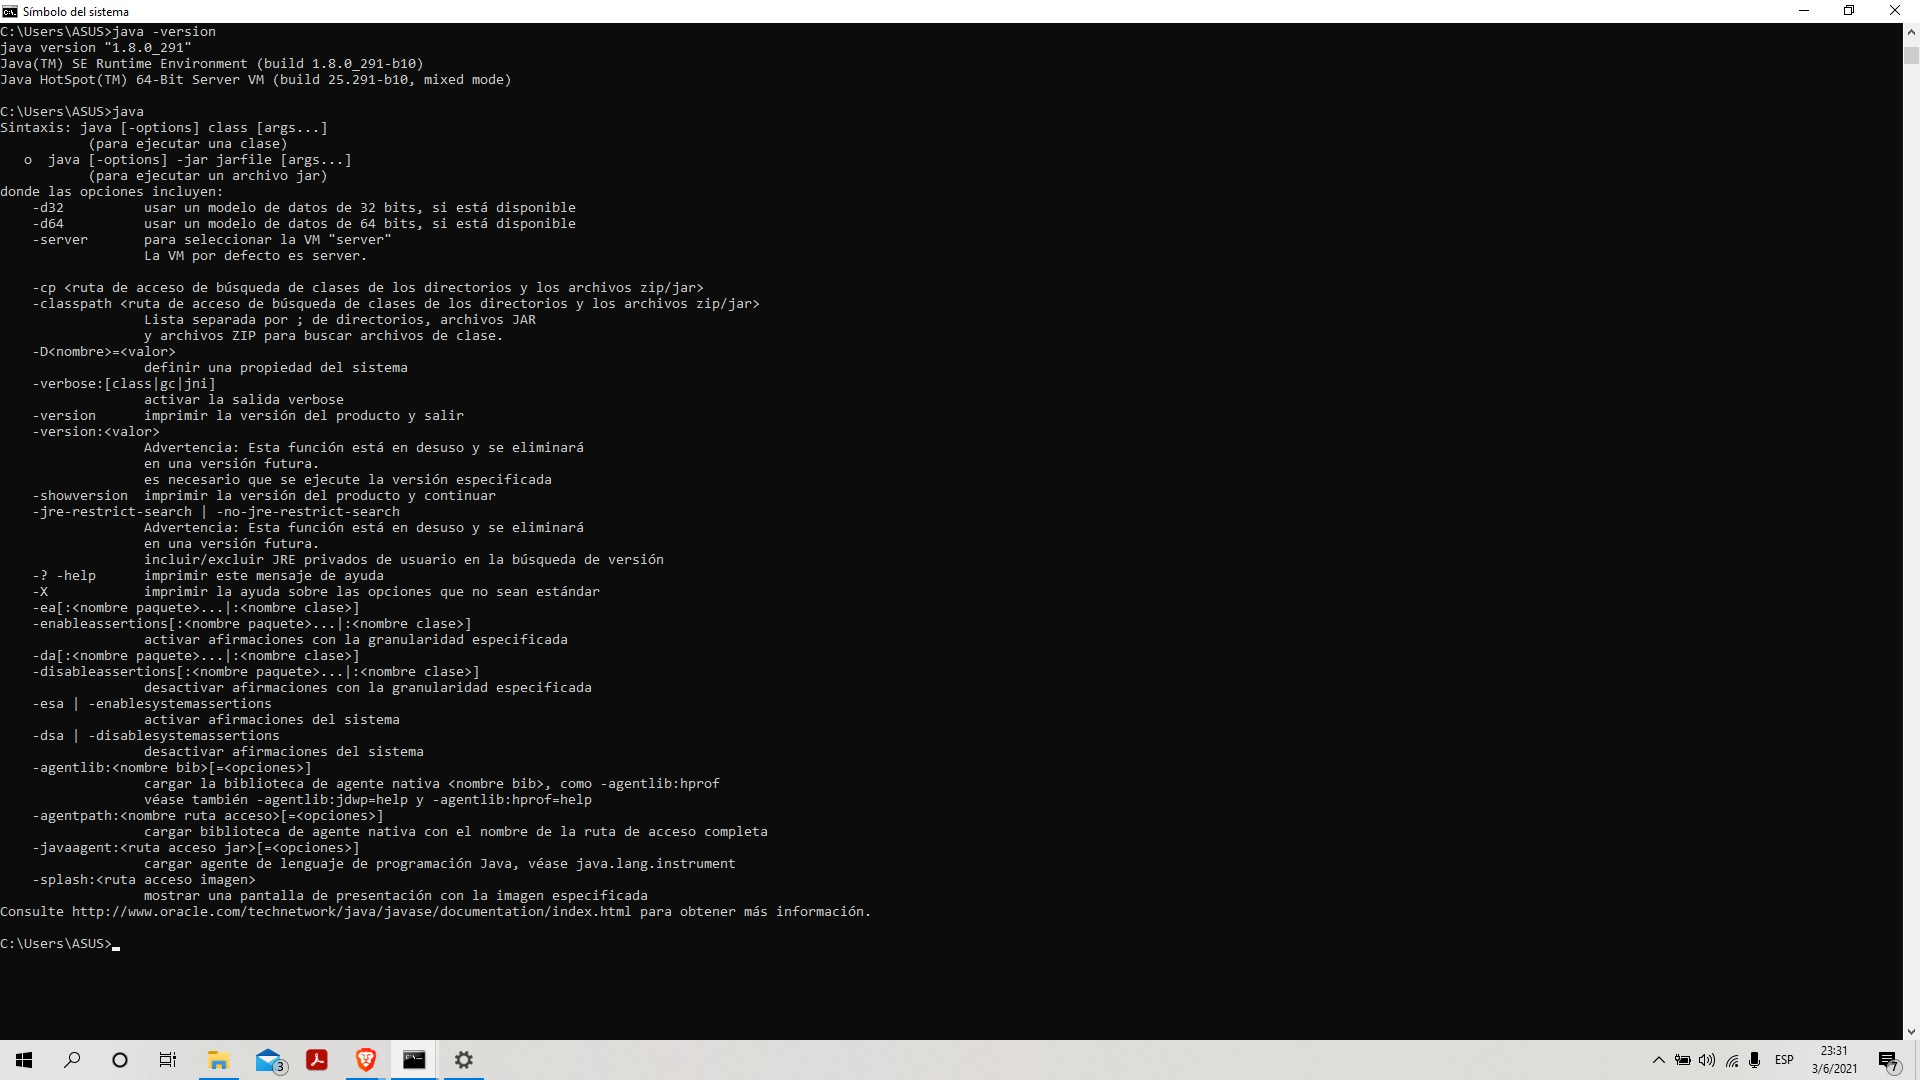 Símbolo del sistema
C:\Users\ASUS>java -version
java version "1.8.0_291"
Java(TM) SE Runtime Environment (build 1.8.0_291-b10)
Java HotSpot(TM) 64-Bit Server VM (build 25.291-b10, mixed mode)
C:\Users\ASUS>java
Sintaxis: java [-options] class [args...]
(para ejecutar una clase)
o  java [-options] -jar jarfile [args...]
(para ejecutar un archivo jar)
donde las opciones incluyen:
-d32          usar un modelo de datos de 32 bits, si está disponible
-d64          usar un modelo de datos de 64 bits, si está disponible
-server       para seleccionar la VM "server"
La VM por defecto es server.
-cp <ruta de acceso de búsqueda de clases de los directorios y los archivos zip/jar>
-classpath <ruta de acceso de búsqueda de clases de los directorios y los archivos zip/jar>
Lista separada por ; de directorios, archivos JAR
y archivos ZIP para buscar archivos de clase.
-D<nombre>=<valor>
definir una propiedad del sistema
-verbose:[class|gc|jni]
activar la salida verbose
-version      imprimir la versión del producto y salir
-version:<valor>
Advertencia: Esta función está en desuso y se eliminará
en una versión futura.
es necesario que se ejecute la versión especificada
-showversion  imprimir la versión del producto y continuar
-jre-restrict-search | -no-jre-restrict-search
Advertencia: Esta función está en desuso y se eliminará
en una versión futura.
incluir/excluir JRE privados de usuario en la búsqueda de versión
-? -help      imprimir este mensaje de ayuda
-X            imprimir la ayuda sobre las opciones que no sean estándar
-ea[:<nombre paquete>...|:<nombre clase>]
-enableassertions[:<nombre paquete>...|:<nombre clase>]
activar afirmaciones con la granularidad especificada
-da[:<nombre paquete>...|:<nombre clase>]
-disableassertions[:<nombre paquete>...|:<nombre clase>]
desactivar afirmaciones con la granularidad especificada
-esa | -enablesystemassertions
activar afirmaciones del sistema
-dsa | -disablesystemassertions
desactivar afirmaciones del sistema
-agentlib:<nombre bib>[=<opciones>]
cargar la biblioteca de agente nativa <nombre bib>, como -agentlib:hprof
véase también -agentlib:jdwp=help y -agentlib:hprof=help
-agentpath:<nombre ruta acceso>[=<opciones>]
cargar biblioteca de agente nativa con el nombre de la ruta de acceso completa
-javaagent:<ruta acceso jar>[=<opciones>]
cargar agente de lenguaje de programación Java, véase java.lang.instrument
-splash:<ruta acceso imagen>
mostrar una pantalla de presentación con la imagen especificada
Consulte http://www.oracle.com/technetwork/java/javase/documentation/index.html para obtener más información.
C:\Users\ASUS>
3
ESP
23:31
3/6/2021
7